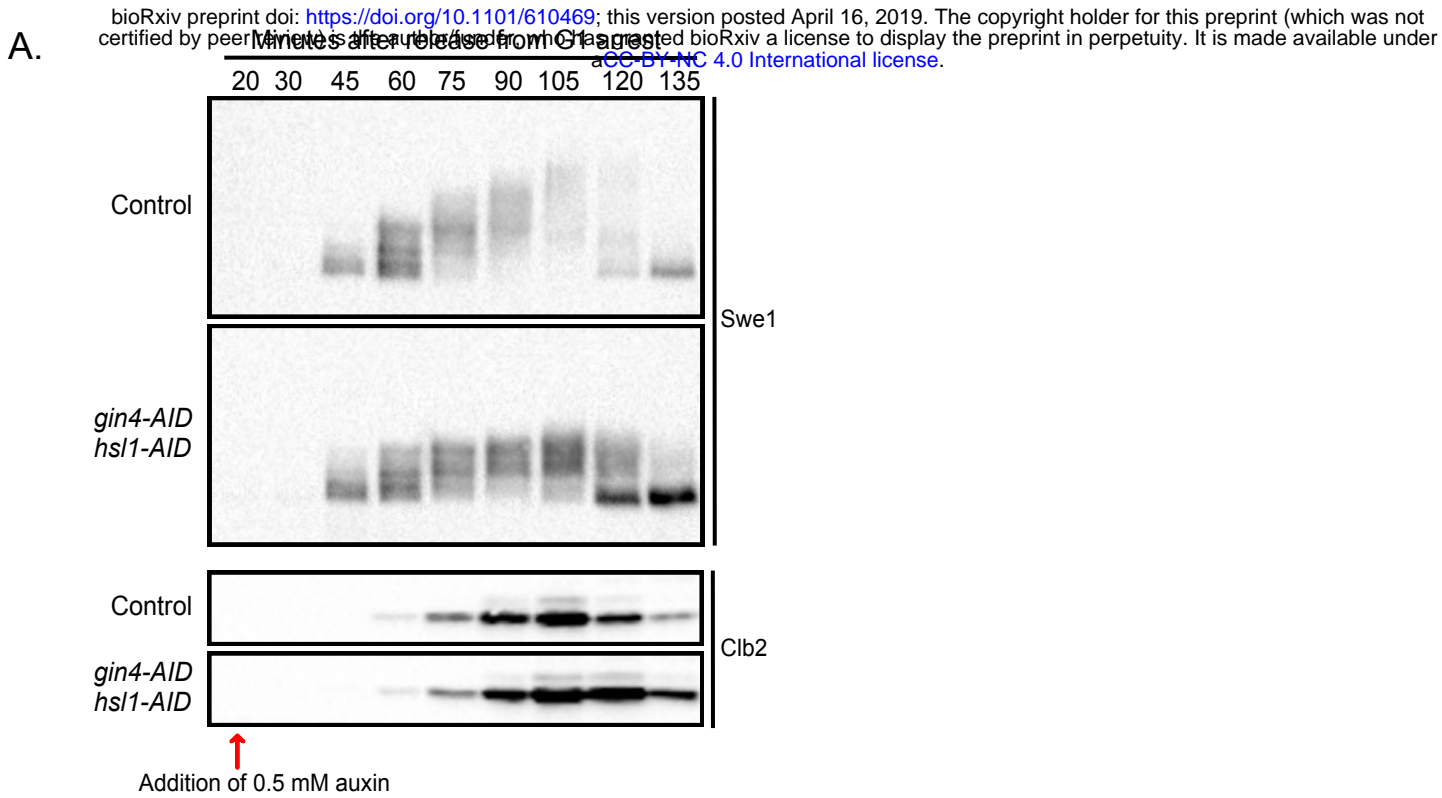 bioRxiv preprint doi: https://doi.org/10.1101/610469; this version posted April 16, 2019. The copyright holder for this preprint (which was not
certified by peer review) is the author/funder, who has granted bioRxiv a license to display the preprint in perpetuity. It is made available under
aCC-BY-NC 4.0 International license.
A.
Minutes after release from G1 arrest
20 30 45 60 75 90 105 120 135
Control
Swe1
gin4-AID
hsl1-AID
Control
Clb2
gin4-AID
hsl1-AID
Addition of 0.5 mM auxin